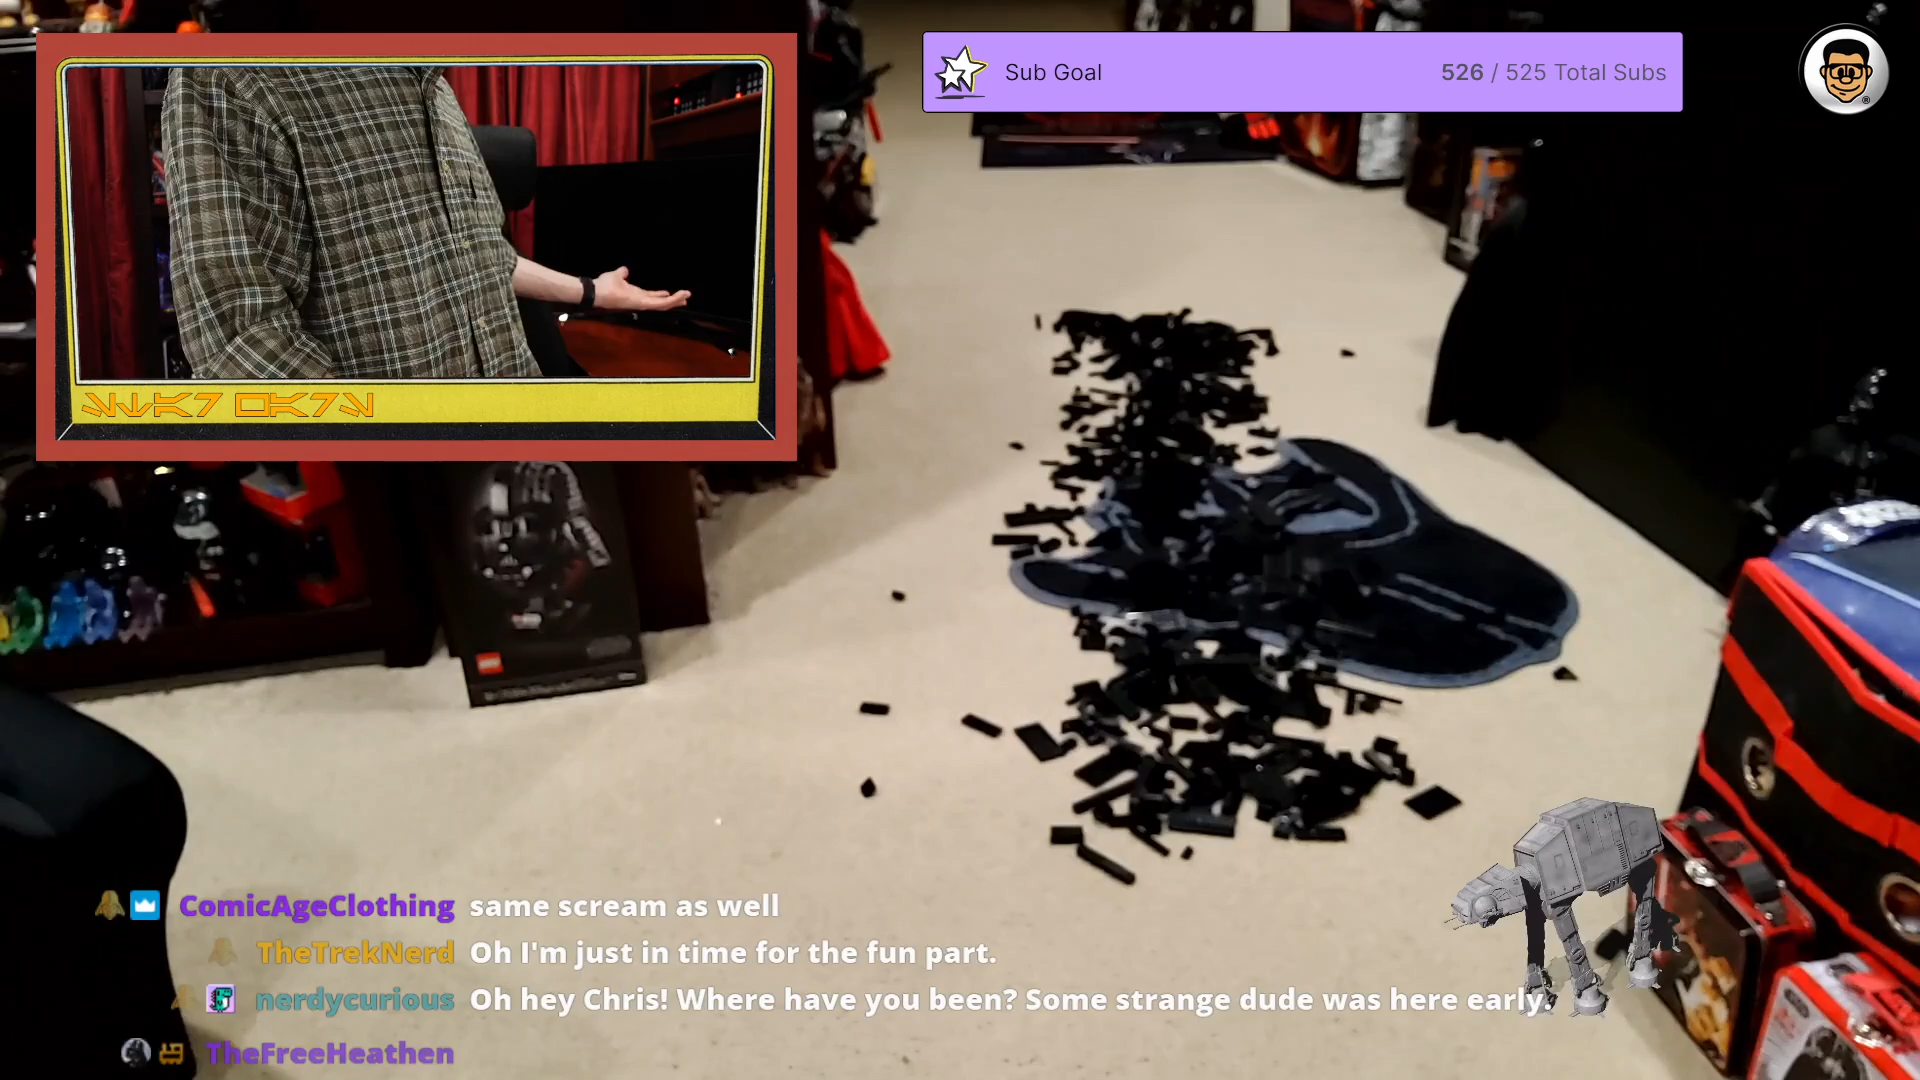 Sub Goal 526 / 525 Total Subs
ComicAgeClothing same scream as well
TheTrekNerd Oh I'm just in time for the fun part.
nerdycurious Oh hey Chris! Where have you been? Some strange dude was here early.
TheFreeHeathen